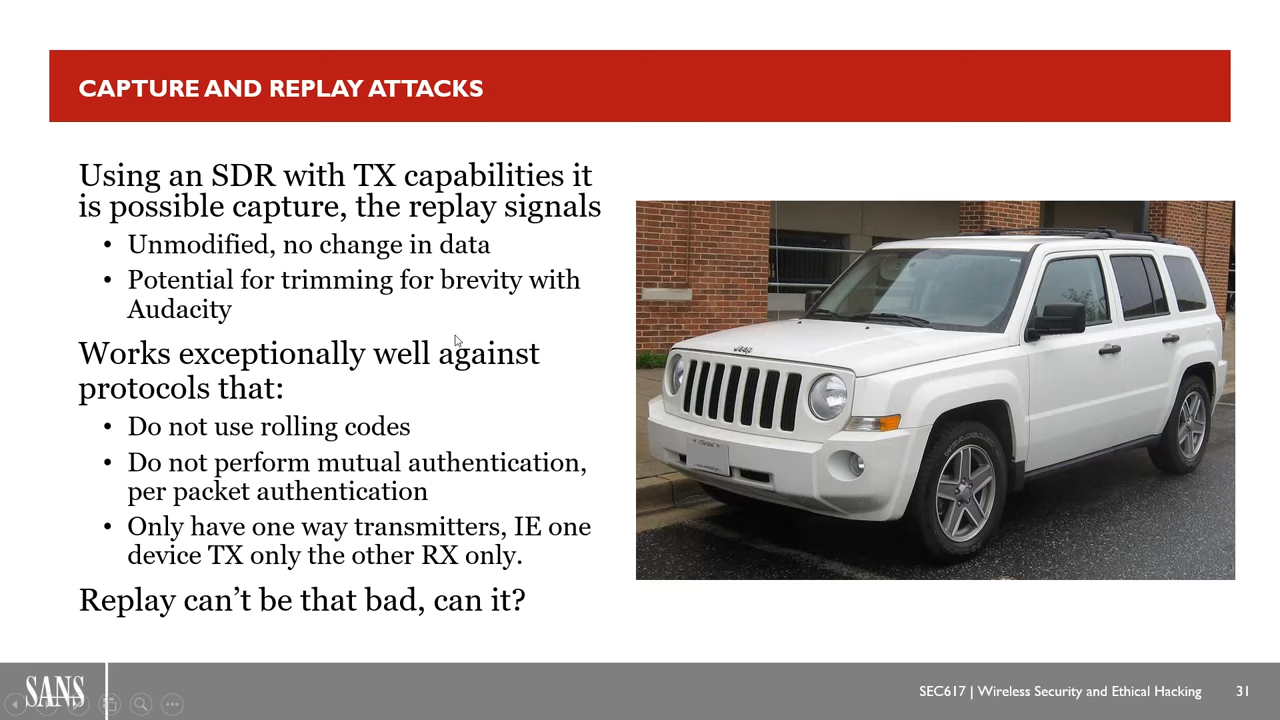 CAPTURE AND REPLAY ATTACKS
Using an SDR with TX capabilities it
is possible capture, the replay signals
• Unmodified, no change in data
• Potential for trimming for brevity with
Audacity
Works exceptionally well against
protocols that:
• Do not use rolling codes
• Do not perform mutual authentication,
per packet authentication
• Only have one way transmitters, IE one
device TX only the other RX only.
Replay can’t be that bad, can it?
Jeep
SANS
SEC617 | Wireless Security and Ethical Hacking
31